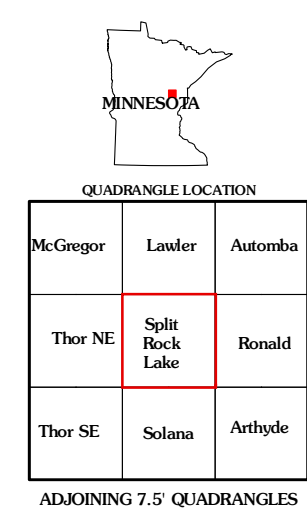 MINNESOTA
QUADRANGLE LOCATION
McGregor
Lawler
Automba
Thor NE
Split
Rock
Lake
Ronald
Thor SE
Solana
Arthyde
ADJOINING 7.5' QUADRANGLES